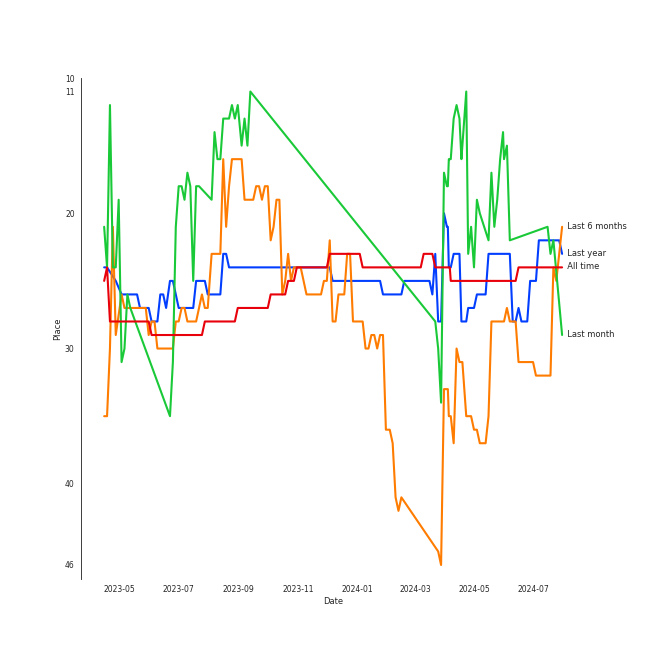 10
11
20
30
40
46
Place
Last 6 months
Last year
All time
Last month
2023-05
2023-07
2023-09
2023-11
2024-01
2024-03
2024-05
2024-07
Date